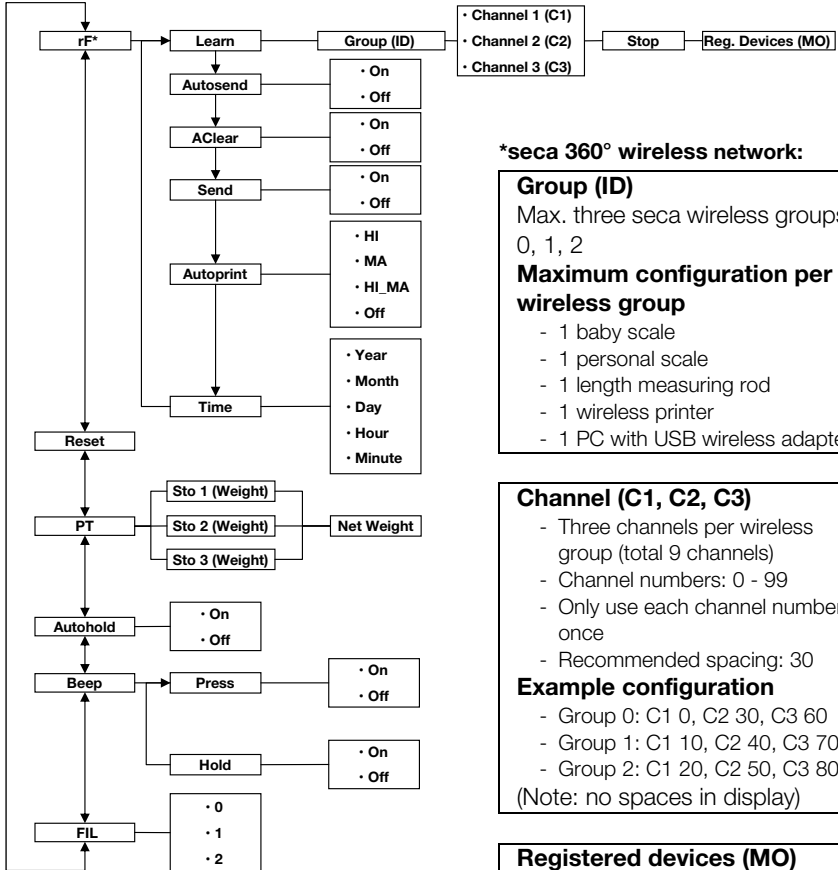 rF*
Learn
Group (ID)
· Channel 1 (C1)
· Channel 2 (C2)
· Channel 3 (C3)
Stop
Reg. Devices (MO)
Autosend
· On
· Off
AClear
· On
· Off
Send
· On
· Off
Autoprint
· HI
· MA
· HI_MA
· Off
Time
· Year
· Month
· Day
· Hour
· Minute
Reset
PT
Sto 1 (Weight)
Sto 2 (Weight)
Sto 3 (Weight)
Net Weight
Autohold
· On
· Off
Beep
Press
· On
· Off
Hold
· On
· Off
FIL
· 0
· 1
· 2
*seca 360° wireless network:
Group (ID)
Max. three seca wireless groups
0, 1, 2
Maximum configuration per
wireless group
- 1 baby scale
- 1 personal scale
- 1 length measuring rod
- 1 wireless printer
- 1 PC with USB wireless adapte
Channel (C1, C2, C3)
- Three channels per wireless
group (total 9 channels)
- Channel numbers: 0 - 99
- Only use each channel number
once
- Recommended spacing: 30
Example configuration
- Group 0: C1 0, C2 30, C3 60
- Group 1: C1 10, C2 40, C3 70
- Group 2: C1 20, C2 50, C3 80
(Note: no spaces in display)
Registered devices (MO)